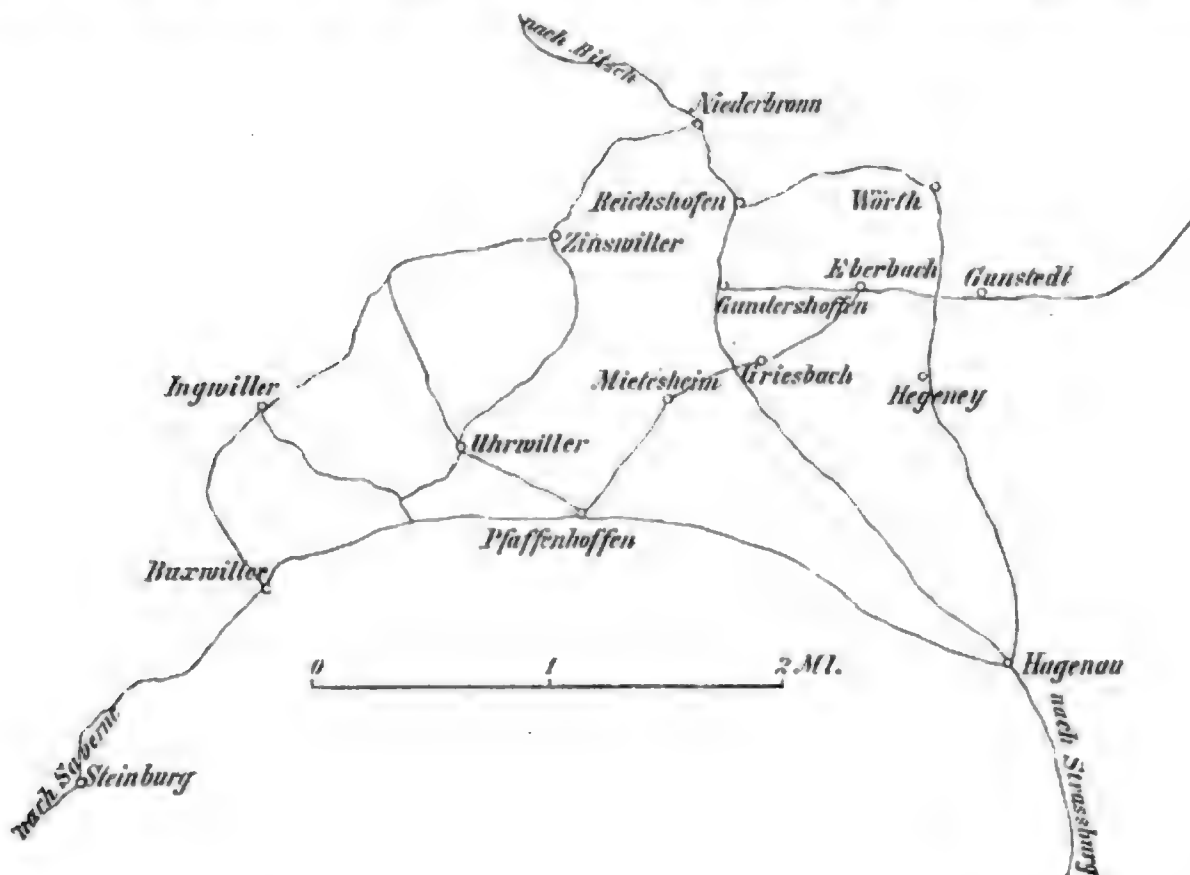 nach Bitsch
Niederbronn
Reichshofen
Wörth
Zinswiller
Eberbach
Gunstedt
Gundershoffen
Ingwiller
Mietesheim
Griesbach
Hegeney
Uhrwiller
Pfaffenhoffen
Buxwiller
0 1 2 Ml.
Hagenau
nach Strassburg
nach Sabern
Steinburg